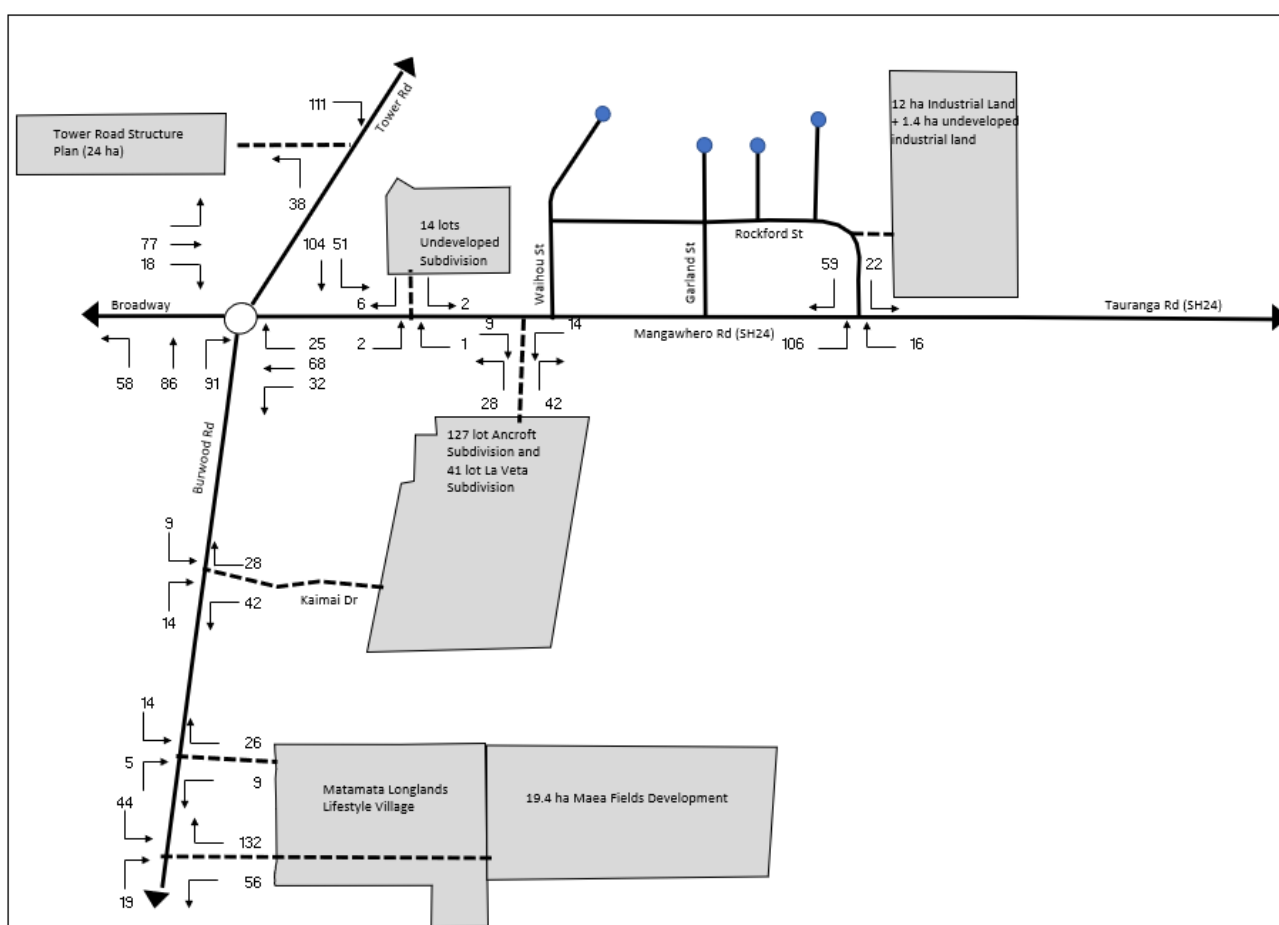 111
Tower Rd
12 ha Industrial Land
+ 1.4 ha undeveloped
industrial land
Tower Road Structure
Plan (24 ha)
38
77
18
104
51
14 lots
Undeveloped
Subdivision
Waihou St
Garland St
Rockford St
59
22
Broadway
6
2
Tauranga Rd (SH24)
Mangawhero Rd (SH24)
58
86
91
25
68
32
2
1
9
14
106
16
28
42
127 lot Ancroft
Subdivision and
41 lot La Veta
Subdivision
Burwood Rd
9
28
14
42
Kaimai Dr
14
26
5
9
44
132
19
56
Matamata Longlands
Lifestyle Village
19.4 ha Maea Fields Development